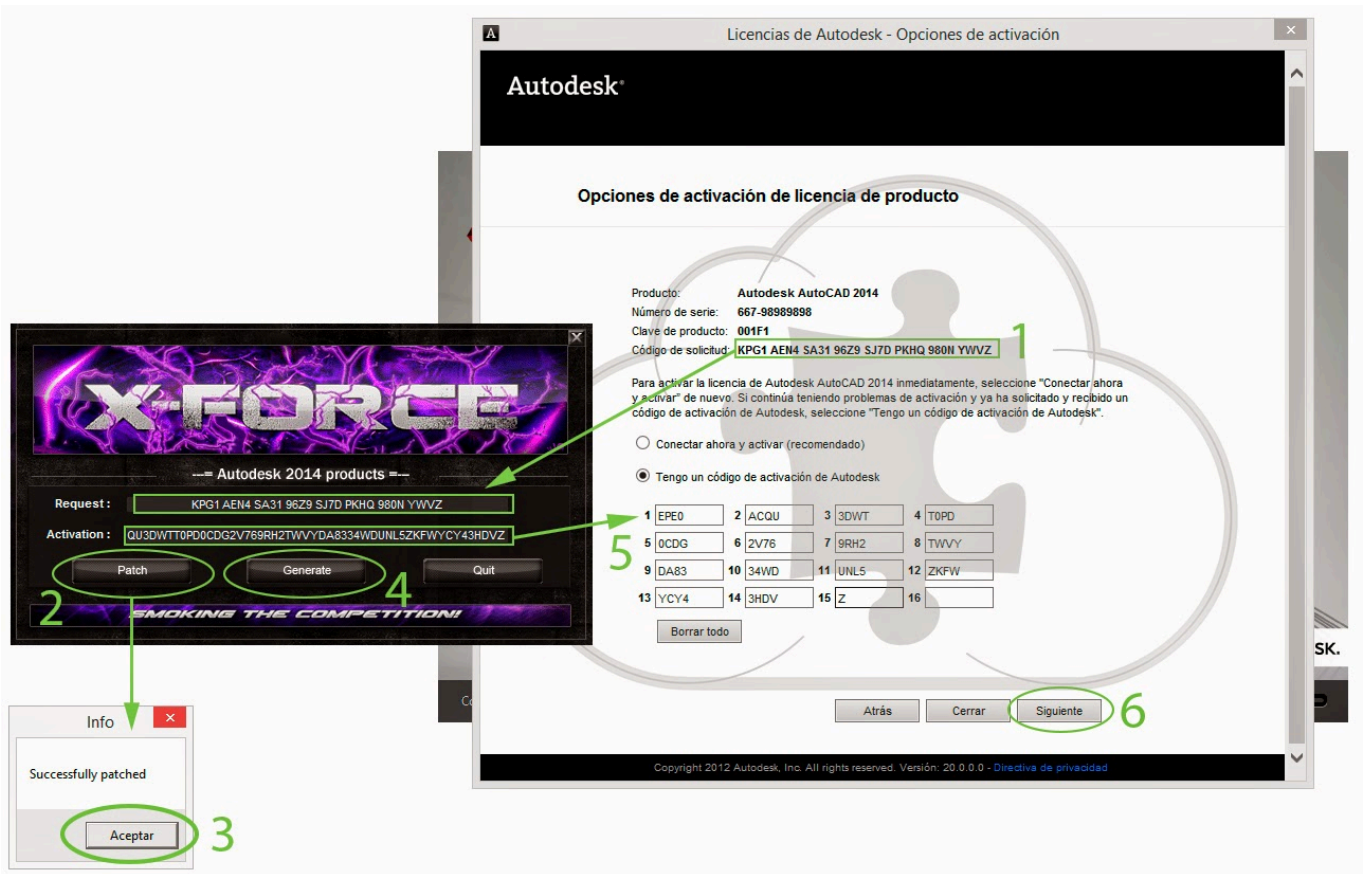 Licencias de Autodesk - Opciones de activación
Autodesk
Opciones de activación de licencia de producto
Producto: Autodesk AutoCAD 2014
Número de serie: 667-98989898
Clave de producto: 001F1
Código de solicitud: KPG1 AEN4 SA31 96Z9 SJ7D PKHQ 980N YWVZ
1
Para activar la licencia de Autodesk AutoCAD 2014 inmediatamente, seleccione "Conectar ahora
y activar" de nuevo. Si continúa teniendo problemas de activación y ya ha solicitado y recibido un
código de activación de Autodesk, seleccione "Tengo un código de activación de Autodesk".
Conectar ahora y activar (recomendado)
Tengo un código de activación de Autodesk
5
1 EPE0 2 ACQU 3 3DWT 4 T0PD
5 0CDG 6 2V76 7 9RH2 8 TWVY
9 DA83 10 34WD 11 UNL5 12 ZKFW
13 YCY4 14 3HDV 15 Z 16
Borrar todo
Atrás Cerrar Siguiente
6
Copyright 2012 Autodesk, Inc. All rights reserved. Versión: 20.0.0.0 - Directiva de privacidad
SK.
X-FORCE
---= Autodesk 2014 products =---
Request : KPG1 AEN4 SA31 96Z9 SJ7D PKHQ 980N YWVZ
Activation : QU3DWTT0PD0CDG2V769RH2TWVYDA8334WDUNL5ZKFWYCY43HDVZ
Patch Generate Quit
2 4
SMOKING THE COMPETITION!
Info
Successfully patched
Aceptar
3